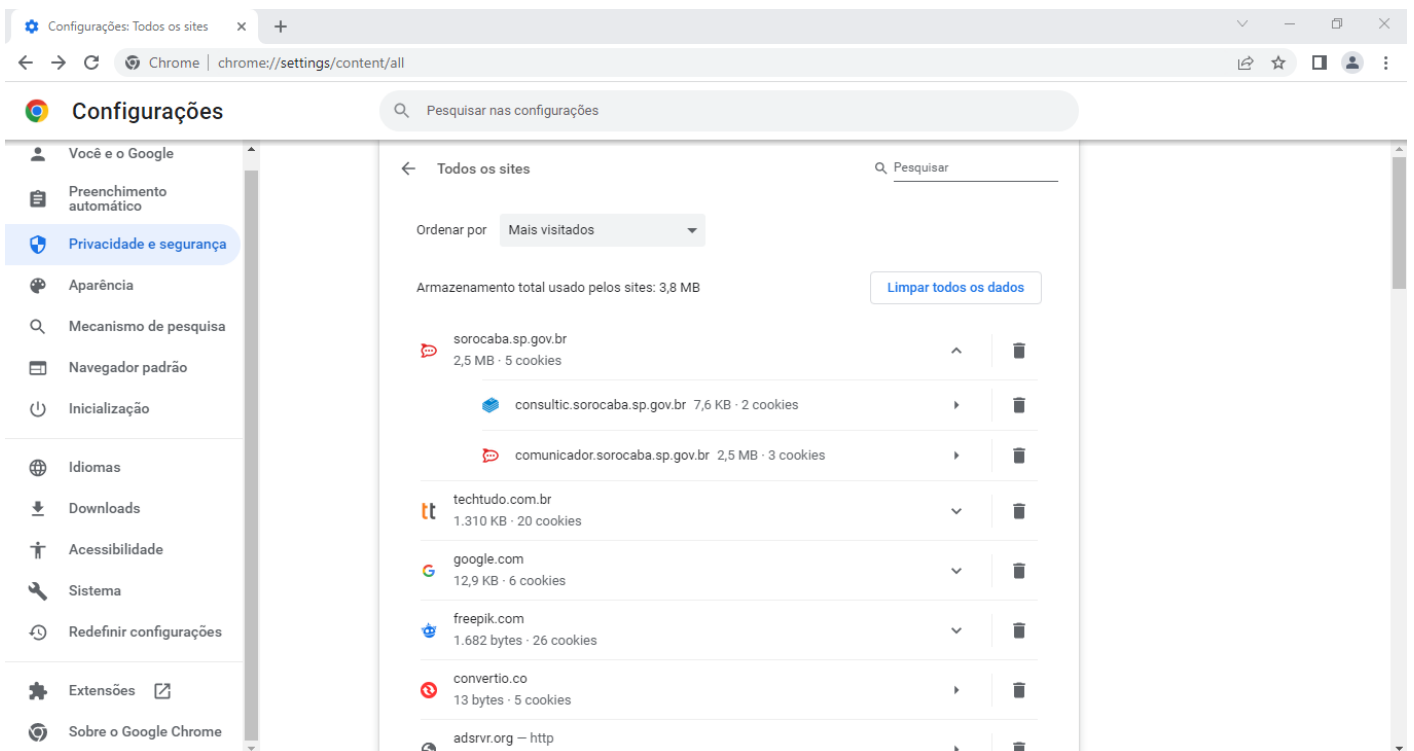 Configurações: Todos os sites
Chrome | chrome://settings/content/all
Configurações
Pesquisar nas configurações
Você e o Google
Preenchimento
automático
Privacidade e segurança
Aparência
Mecanismo de pesquisa
Navegador padrão
Inicialização
Idiomas
Downloads
Acessibilidade
Sistema
Redefinir configurações
Extensões
Sobre o Google Chrome
Todos os sites
Pesquisar
Ordenar por Mais visitados
Armazenamento total usado pelos sites: 3,8 MB
Limpar todos os dados
sorocaba.sp.gov.br
2,5 MB · 5 cookies
consultic.sorocaba.sp.gov.br 7,6 KB · 2 cookies
comunicador.sorocaba.sp.gov.br 2,5 MB · 3 cookies
tt
techtudo.com.br
1.310 KB · 20 cookies
google.com
12,9 KB · 6 cookies
freepik.com
1.682 bytes · 26 cookies
convertio.co
13 bytes · 5 cookies
adsrvr.org — http